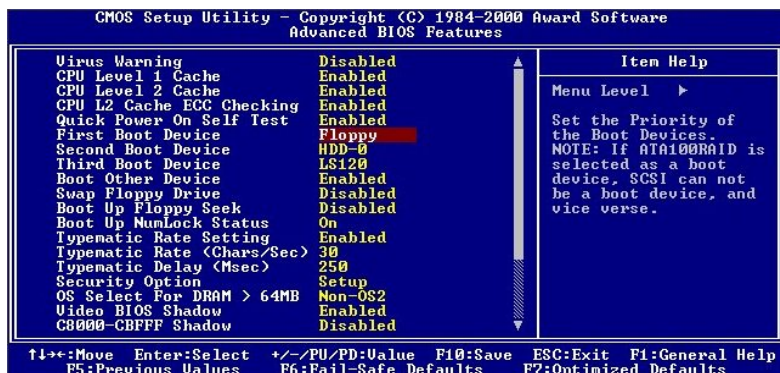 CMOS Setup Utility - Copyright (C) 1984-2000 Award Software
Advanced BIOS Features
Virus Warning Disabled
CPU Level 1 Cache Enabled
CPU Level 2 Cache Enabled
CPU L2 Cache ECC Checking Enabled
Quick Power On Self Test Enabled
First Boot Device Floppy
Second Boot Device HDD-0
Third Boot Device LS120
Boot Other Device Enabled
Swap Floppy Drive Disabled
Boot Up Floppy Seek Disabled
Boot Up NumLock Status On
Typematic Rate Setting Enabled
Typematic Rate (Chars/Sec) 30
Typematic Delay (Msec) 250
Security Option Setup
OS Select For DRAM > 64MB Non-OS2
Video BIOS Shadow Enabled
C8000-CBFFF Shadow Disabled
Item Help
Menu Level ▶
Set the Priority of
the Boot Devices.
NOTE: If ATA100RAID is
selected as a boot
device, SCSI can not
be a boot device, and
vice verse.
↑↓→←:Move Enter:Select +/-/PU/PD:Value F10:Save ESC:Exit F1:General Help
F5:Previous Values F6:Fail-Safe Defaults F7:Optimized Defaults